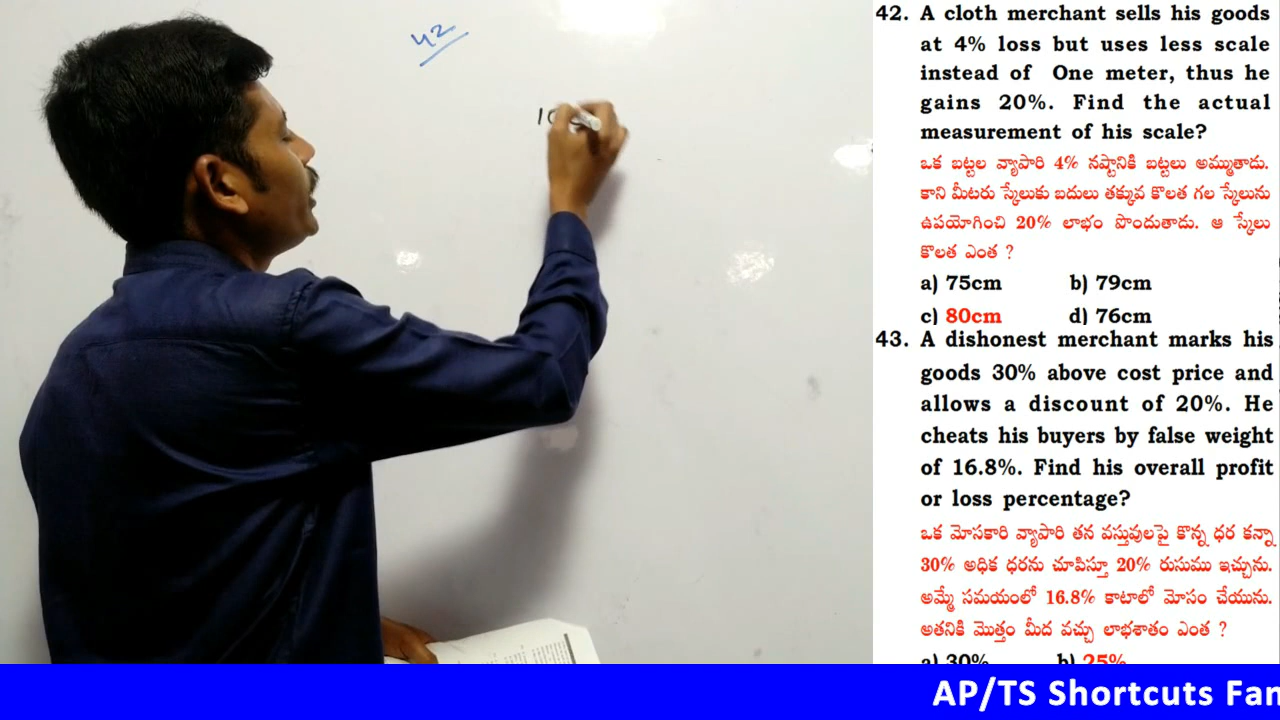 42
10
42. A cloth merchant sells his goods
at 4% loss but uses less scale
instead of One meter, thus he
gains 20%. Find the actual
measurement of his scale?
ఒక బట్టల వ్యాపారి 4% నష్టానికి బట్టలు అమ్ముతాడు.
కాని మీటరు స్కేలుకు బదులు తక్కువ కొలత గల స్కేలును
ఉపయోగించి 20% లాభం పొందుతాడు. ఆ స్కేలు
కొలత ఎంత ?
a) 75cm b) 79cm
c) 80cm d) 76cm
43. A dishonest merchant marks his
goods 30% above cost price and
allows a discount of 20%. He
cheats his buyers by false weight
of 16.8%. Find his overall profit
or loss percentage?
ఒక మోసకారి వ్యాపారి తన వస్తువులపై కొన్న ధర కన్నా
30% అధిక ధరను చూపిస్తూ 20% రుసుము ఇచ్చును.
అమ్మే సమయంలో 16.8% కాటాలో మోసం చేయును.
అతనికి మొత్తం మీద వచ్చు లాభశాతం ఎంత ?
a) 30% b) 25%
AP/TS Shortcuts Fan